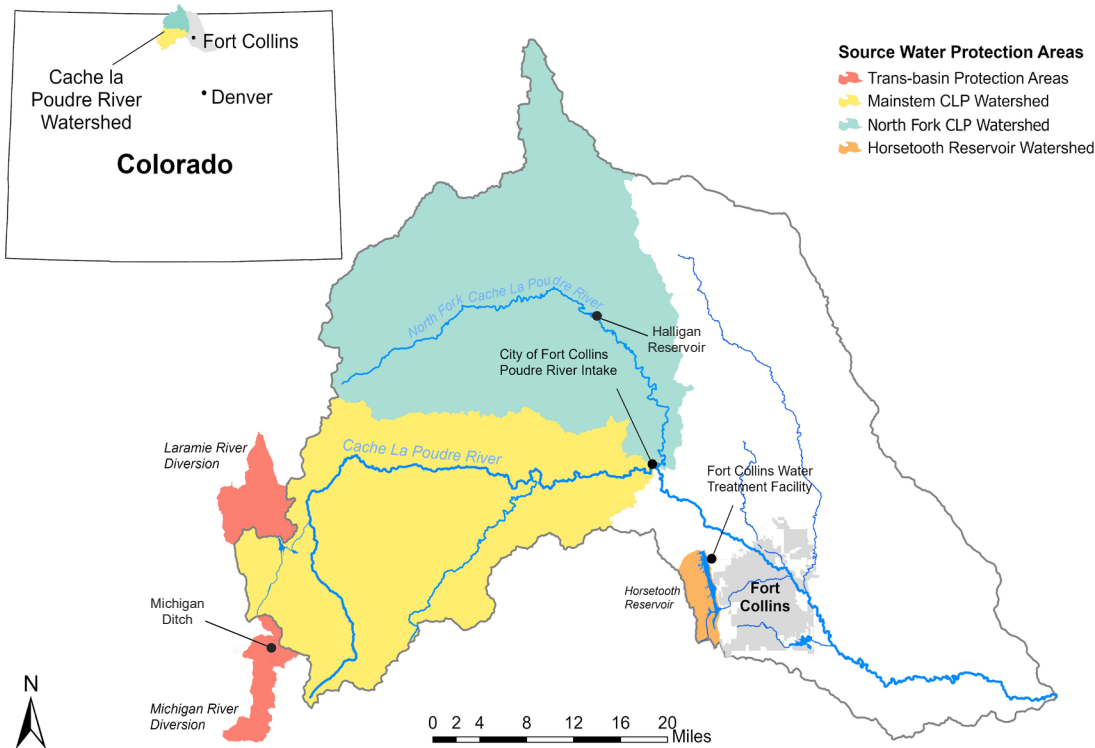 Fort Collins
Cache la
Poudre River
Watershed
Denver
Colorado
Source Water Protection Areas
Trans-basin Protection Areas
Mainstem CLP Watershed
North Fork CLP Watershed
Horsetooth Reservoir Watershed
North Fork Cache La Poudre River
Halligan
Reservoir
City of Fort Collins
Poudre River Intake
Laramie River
Diversion
Cache La Poudre River
Fort Collins Water
Treatment Facility
Horsetooth
Reservoir
Fort
Collins
Michigan
Ditch
Michigan River
Diversion
N
0 2 4 8 12 16 20
Miles